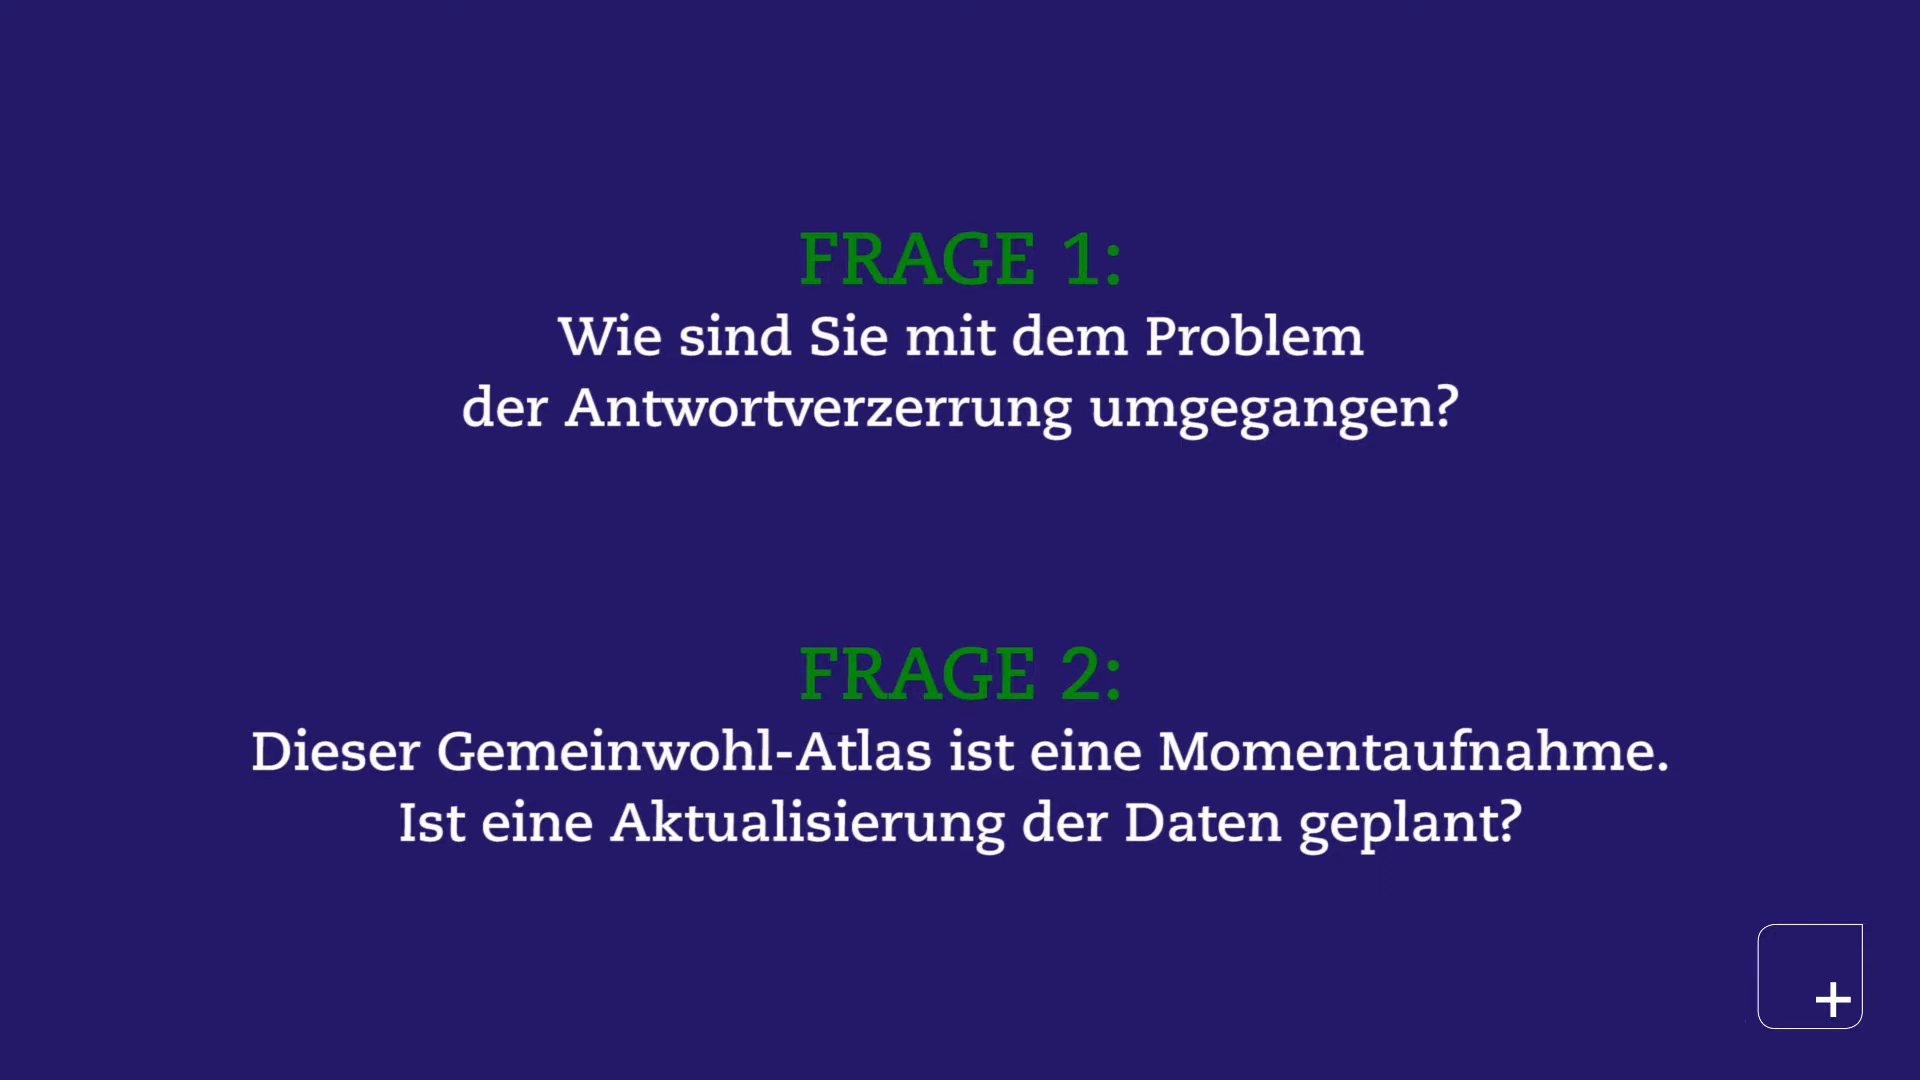 FRAGE 1:
Wie sind Sie mit dem Problem
der Antwortverzerrung umgegangen?
FRAGE 2:
Dieser Gemeinwohl-Atlas ist eine Momentaufnahme.
Ist eine Aktualisierung der Daten geplant?